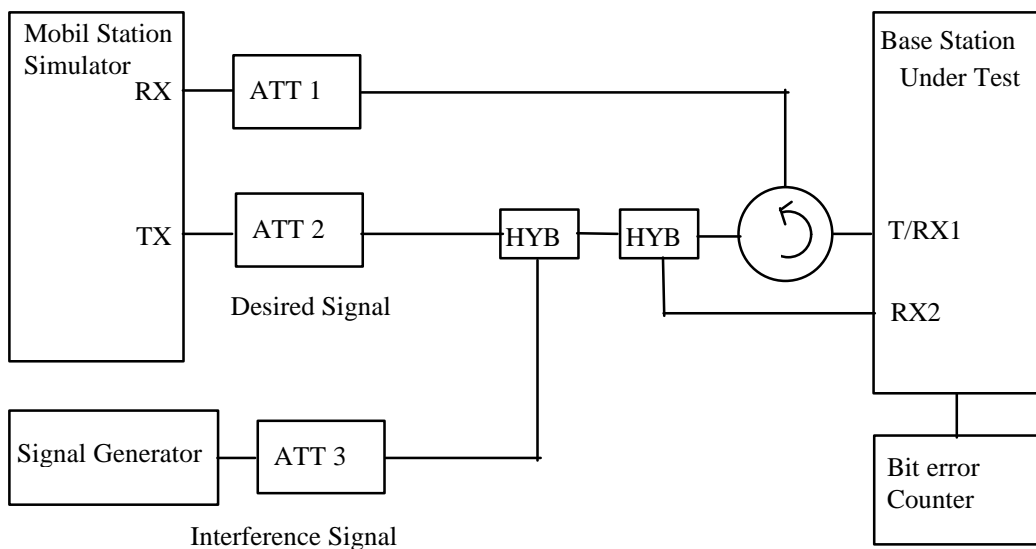 Mobil Station
Simulator
RX
ATT 1
Base Station
Under Test
TX
ATT 2
HYB
HYB
T/RX1
Desired Signal
RX2
Signal Generator
ATT 3
Bit error
Counter
Interference Signal